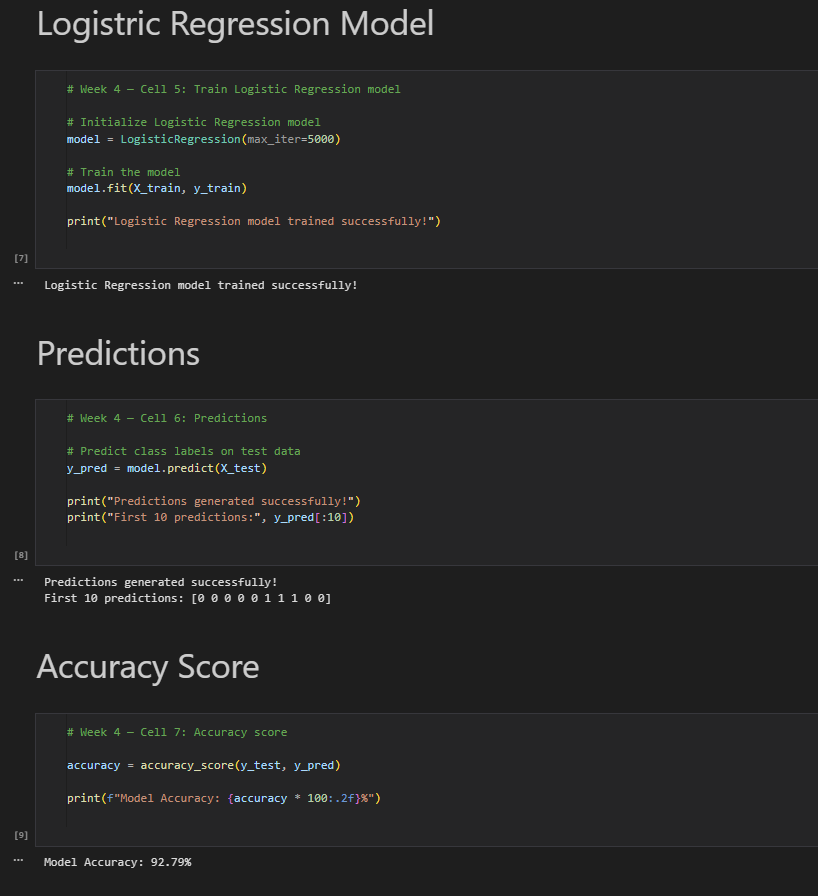 Logistric Regression Model
# Week 4 – Cell 5: Train Logistic Regression model
# Initialize Logistic Regression model
model = LogisticRegression(max_iter=5000)
# Train the model
model.fit(X_train, y_train)
print("Logistic Regression model trained successfully!")
[7]
... Logistic Regression model trained successfully!
Predictions
# Week 4 – Cell 6: Predictions
# Predict class labels on test data
y_pred = model.predict(X_test)
print("Predictions generated successfully!")
print("First 10 predictions:", y_pred[:10])
[8]
... Predictions generated successfully!
First 10 predictions: [0 0 0 0 0 1 1 1 0 0]
Accuracy Score
# Week 4 – Cell 7: Accuracy score
accuracy = accuracy_score(y_test, y_pred)
print(f"Model Accuracy: {accuracy * 100:.2f}%")
[9]
... Model Accuracy: 92.79%